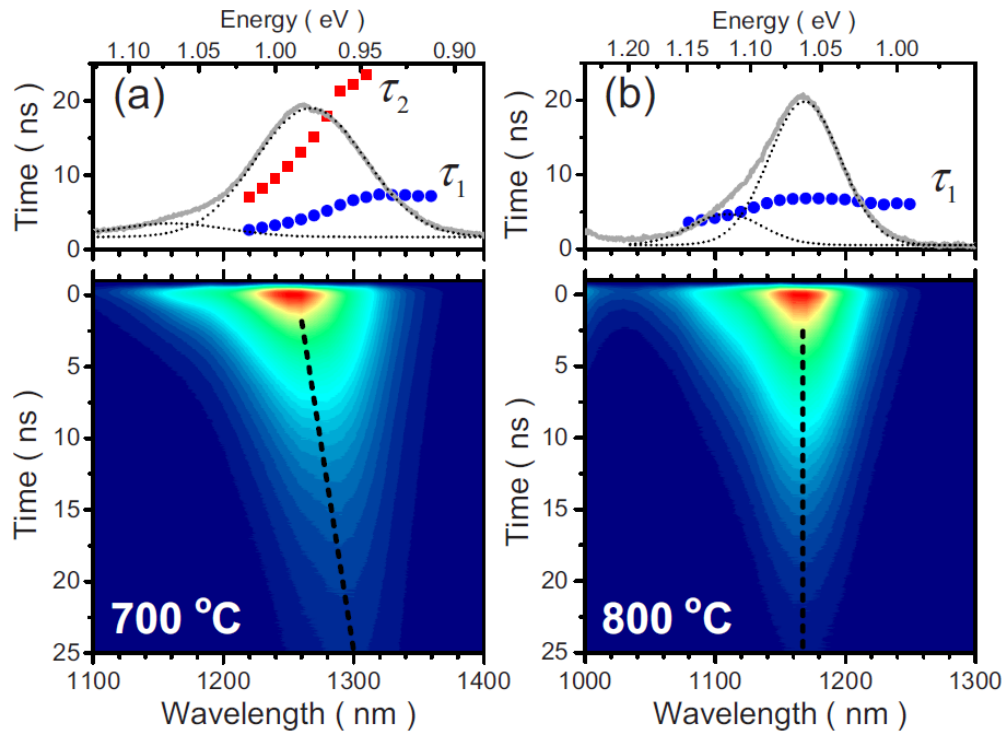 Energy ( eV )
1.10 1.05 1.00 0.95 0.90
Energy ( eV )
1.20 1.15 1.10 1.05 1.00
(a)
τ2
τ1
(b)
τ1
Time ( ns )
20
10
0
Time ( ns )
20
10
0
Time ( ns )
0
5
10
15
20
25
700 °C
1100 1200 1300 1400
Wavelength ( nm )
Time ( ns )
0
5
10
15
20
25
800 °C
1000 1100 1200 1300
Wavelength ( nm )